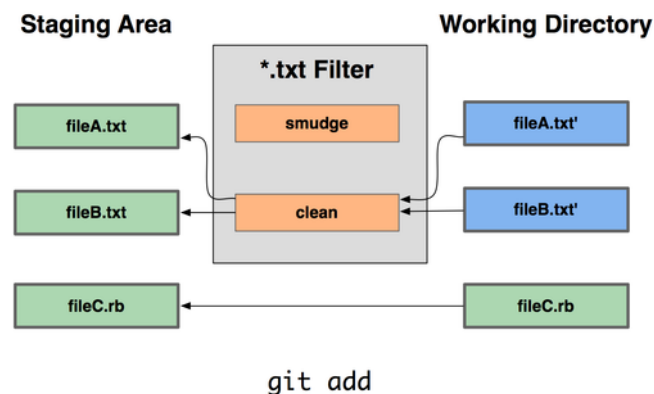 Staging Area
Working Directory
*.txt Filter
fileA.txt
smudge
fileA.txt'
fileB.txt
clean
fileB.txt'
fileC.rb
fileC.rb
git add